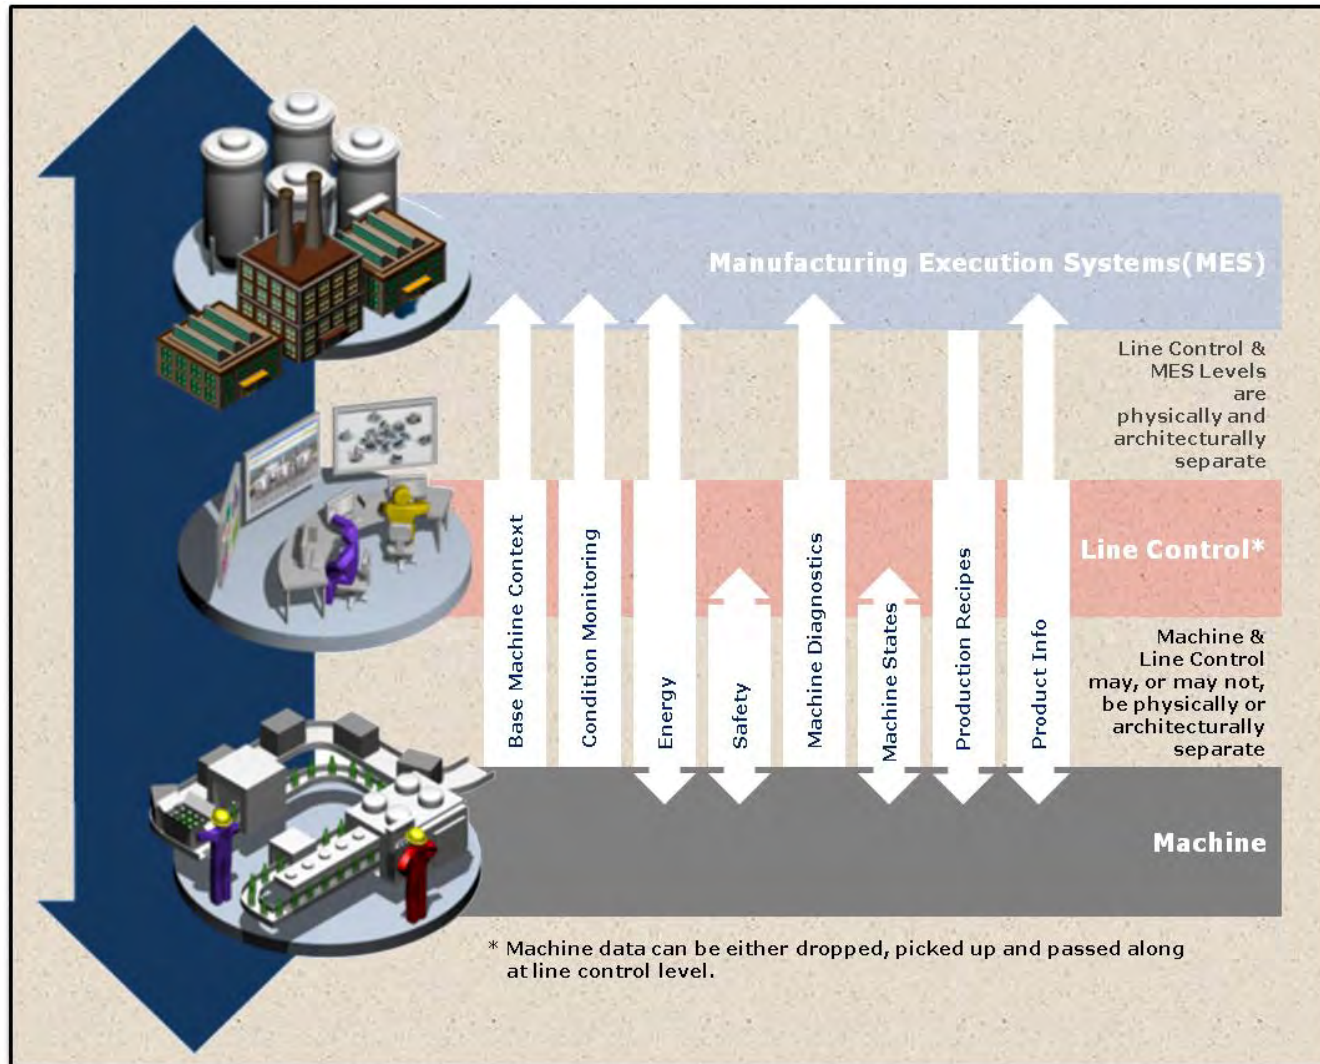 Manufacturing Execution Systems(MES)
Line Control &
MES Levels
are
physically and
architecturally
separate
Line Control*
Base Machine Context
Condition Monitoring
Energy
Safety
Machine Diagnostics
Machine States
Production Recipes
Product Info
Machine &
Line Control
may, or may not,
be physically or
architecturally
separate
Machine
* Machine data can be either dropped, picked up and passed along
at line control level.